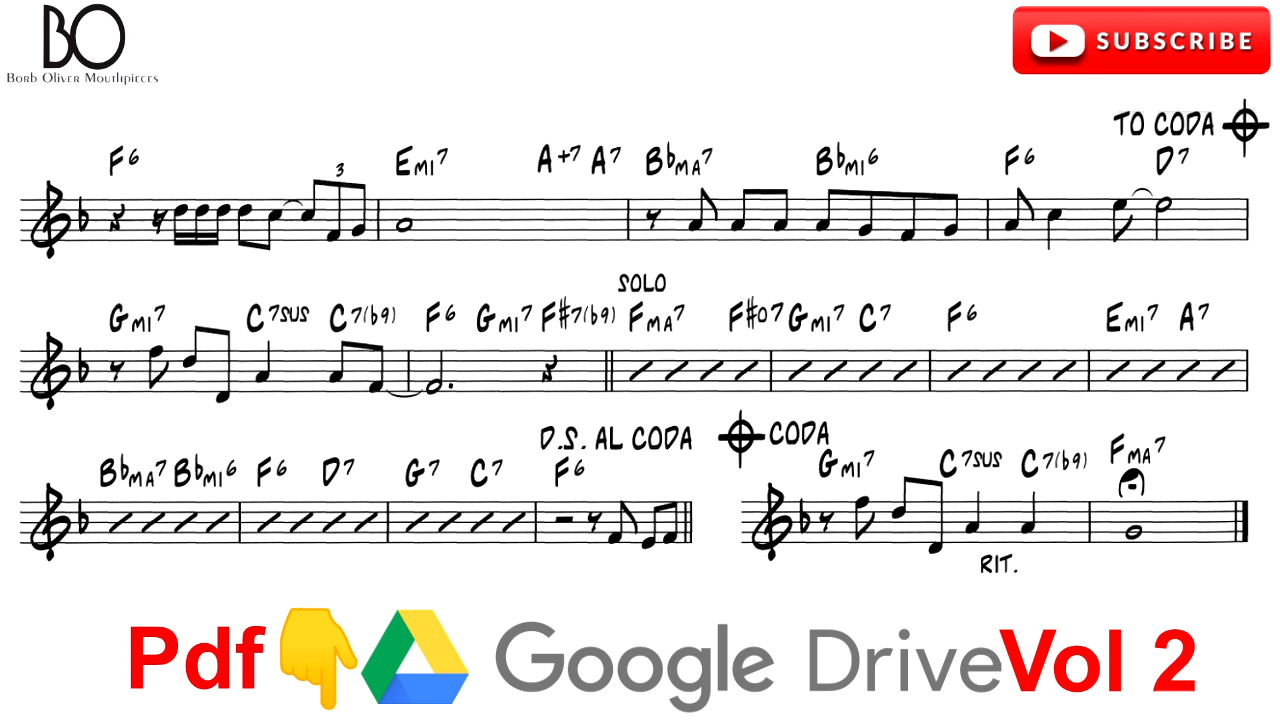 BO
Borb Oliver Mouthpieces
SUBSCRIBE
TO CODA
F6 Emi7 A+7 A7 Bbma7 Bbmi6 F6 D7
3
SOLO
Gmi7 C7sus C7(b9) F6 Gmi7 F#7(b9) Fma7 F#o7 Gmi7 C7 F6 Emi7 A7
D.S. AL CODA CODA
Bbma7 Bbmi6 F6 D7 G7 C7 F6 Gmi7 C7sus C7(b9) Fma7
RIT.
Pdf Google Drive Vol 2